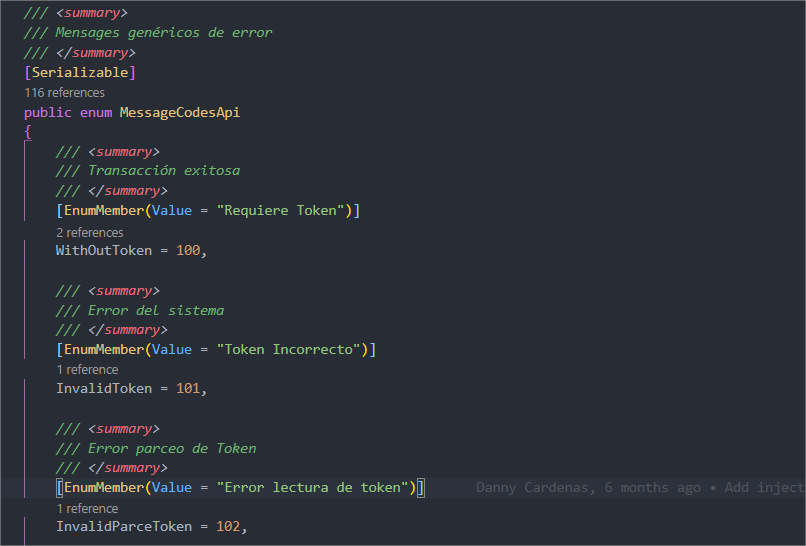 /// <summary>
/// Mensages genéricos de error
/// </summary>
[Serializable]
116 references
public enum MessageCodesApi
{
/// <summary>
/// Transacción exitosa
/// </summary>
[EnumMember(Value = "Requiere Token")]
2 references
WithOutToken = 100,
/// <summary>
/// Error del sistema
/// </summary>
[EnumMember(Value = "Token Incorrecto")]
1 reference
InvalidToken = 101,
/// <summary>
/// Error parceo de Token
/// </summary>
[EnumMember(Value = "Error lectura de token")] Danny Cardenas, 6 months ago • Add inject
1 reference
InvalidParceToken = 102,